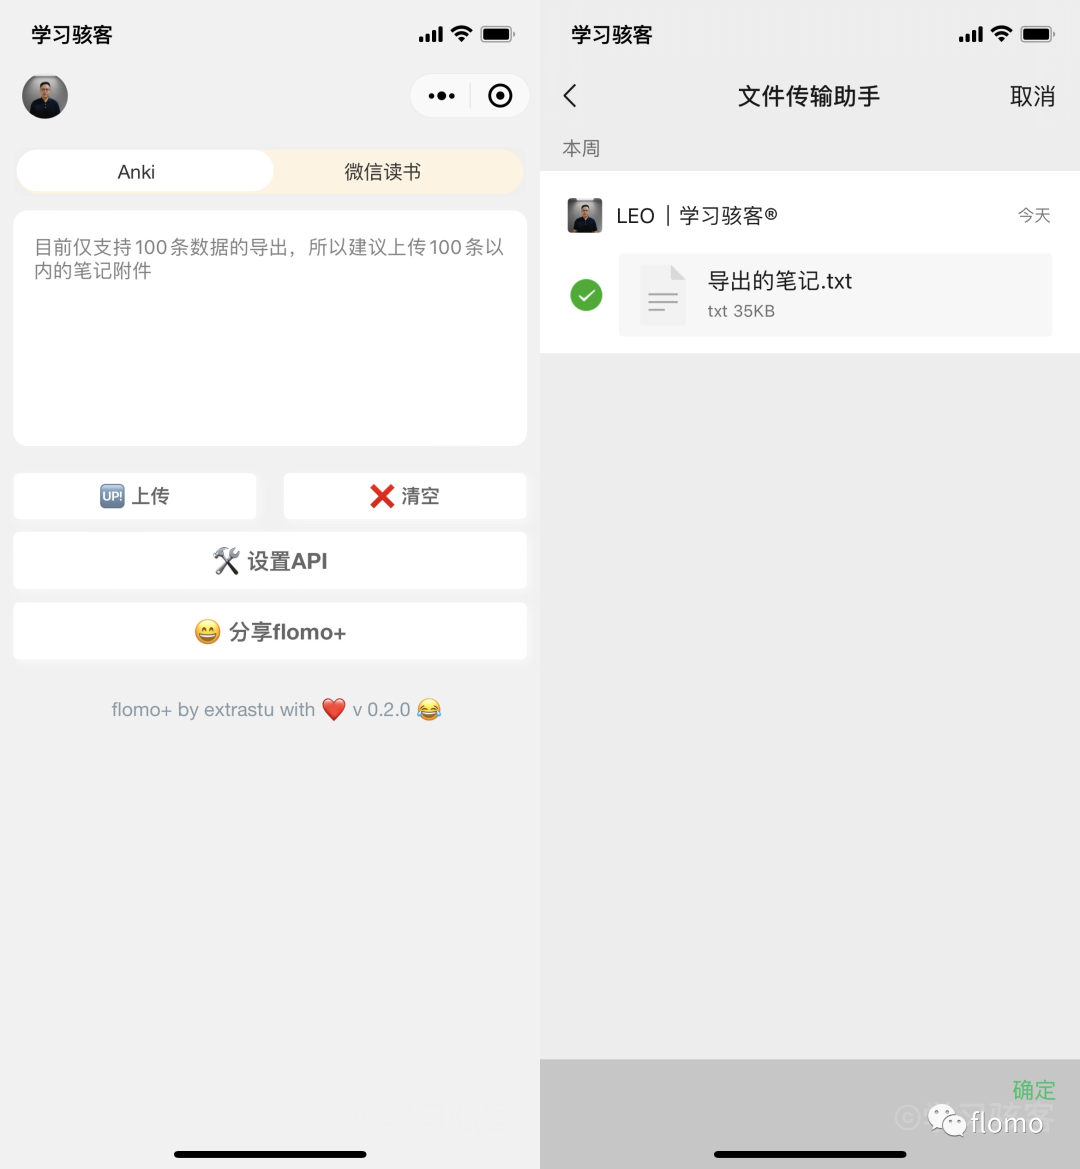 学习骇客
Anki
微信读书
目前仅支持100条数据的导出，所以建议上传100条以
内的笔记附件
UP! 上传
清空
设置API
分享flomo+
flomo+ by extrastu with ❤️ v 0.2.0 😂
学习骇客
文件传输助手
取消
本周
LEO｜学习骇客®
今天
导出的笔记.txt
txt 35KB
确定
©学习骇客
flomo